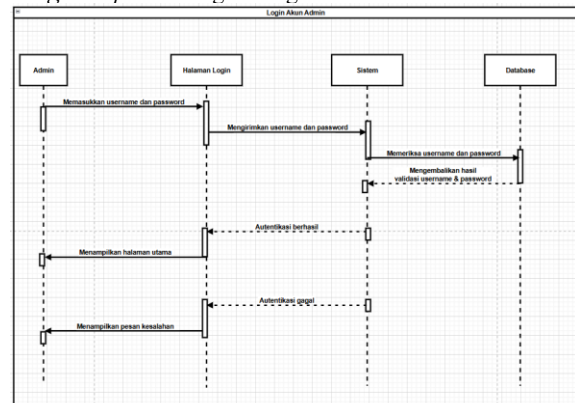 Login Akun Admin
Admin
Halaman Login
Sistem
Database
Memasukkan username dan password
Mengirimkan username dan password
Memeriksa username dan password
Mengembalikan hasil
validasi username & password
Autentikasi berhasil
Menampilkan halaman utama
Autentikasi gagal
Menampilkan pesan kesalahan